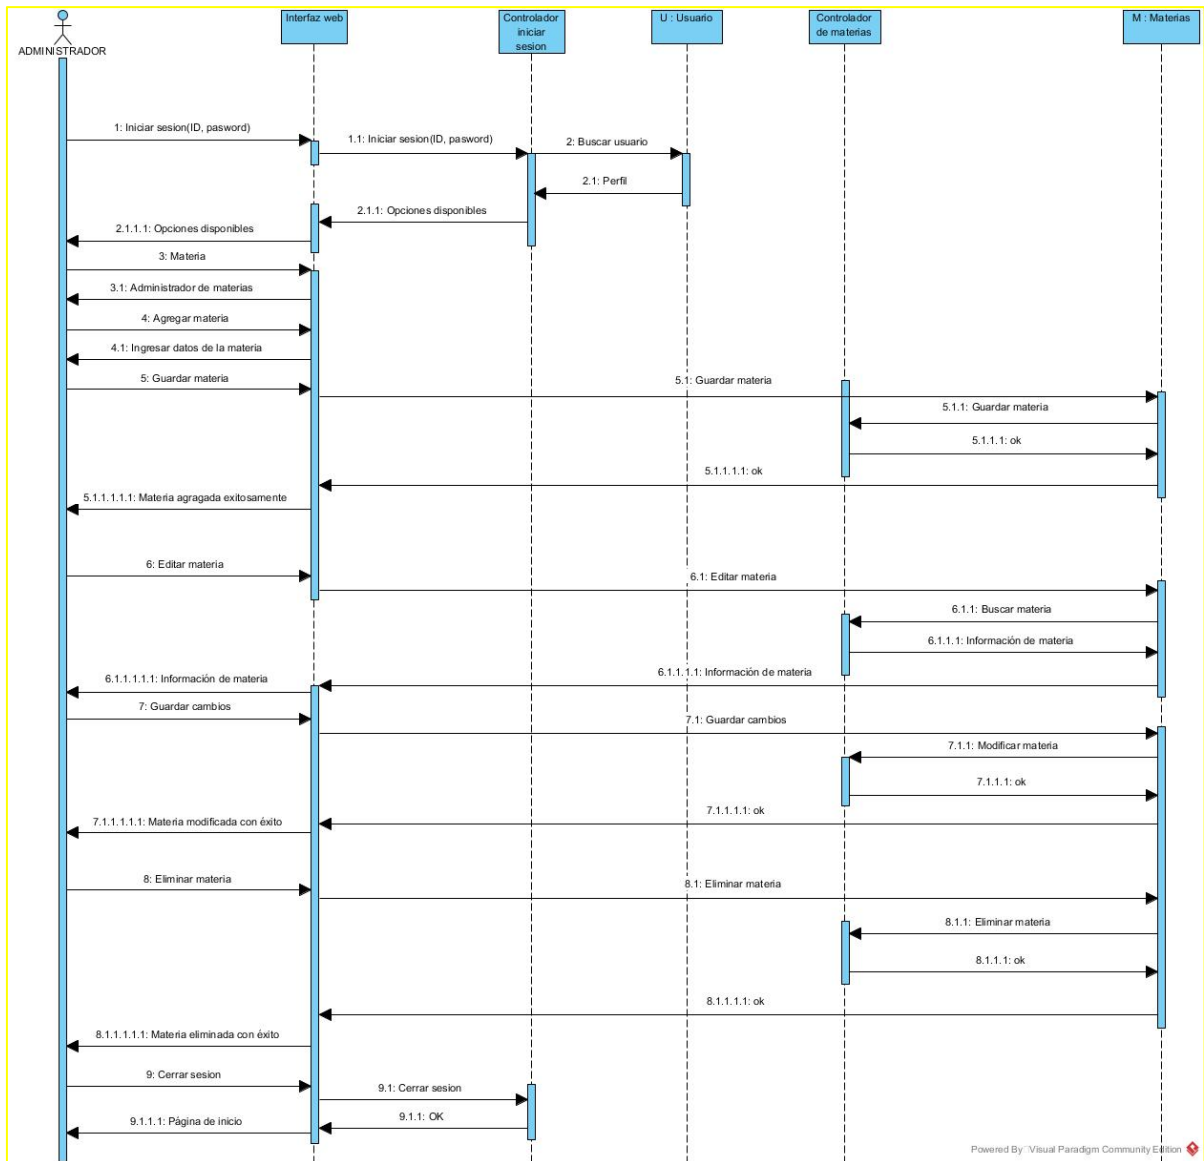 Interfaz web
Controlador
iniciar
sesion
U : Usuario
Controlador
de materias
M : Materias
ADMINISTRADOR
1: Iniciar sesion(ID, pasword)
1.1: Iniciar sesion(ID, pasword)
2: Buscar usuario
2.1: Perfil
2.1.1: Opciones disponibles
2.1.1.1: Opciones disponibles
3: Materia
3.1: Administrador de materias
4: Agregar materia
4.1: Ingresar datos de la materia
5: Guardar materia
5.1: Guardar materia
5.1.1: Guardar materia
5.1.1.1: ok
5.1.1.1.1: ok
5.1.1.1.1.1: Materia agragada exitosamente
6: Editar materia
6.1: Editar materia
6.1.1: Buscar materia
6.1.1.1: Información de materia
6.1.1.1.1: Información de materia
6.1.1.1.1.1: Información de materia
7: Guardar cambios
7.1: Guardar cambios
7.1.1: Modificar materia
7.1.1.1: ok
7.1.1.1.1: ok
7.1.1.1.1.1: Materia modificada con éxito
8: Eliminar materia
8.1: Eliminar materia
8.1.1: Eliminar materia
8.1.1.1: ok
8.1.1.1.1: ok
8.1.1.1.1.1: Materia eliminada con éxito
9: Cerrar sesion
9.1: Cerrar sesion
9.1.1: OK
9.1.1.1: Página de inicio
Powered By Visual Paradigm Community Edition